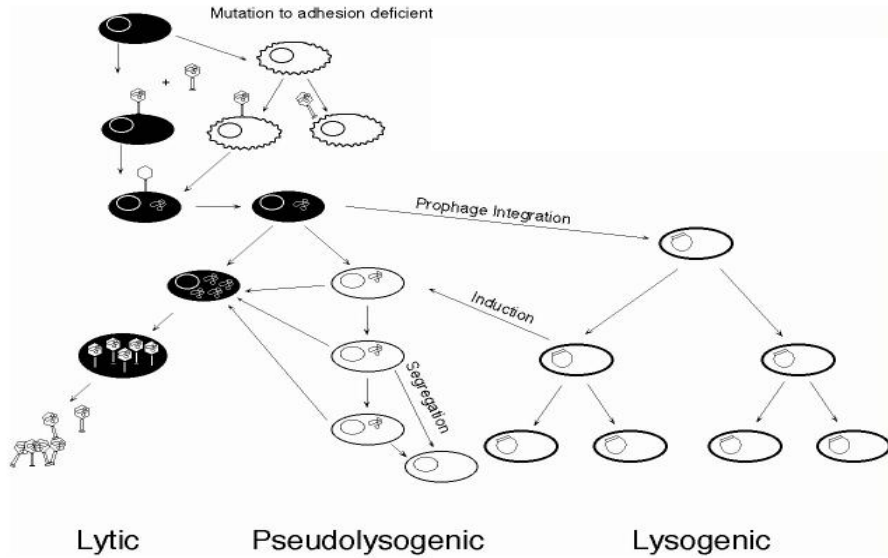 Mutation to adhesion deficient
+
Prophage Integration
Induction
Segregation
Lytic
Pseudolysogenic
Lysogenic